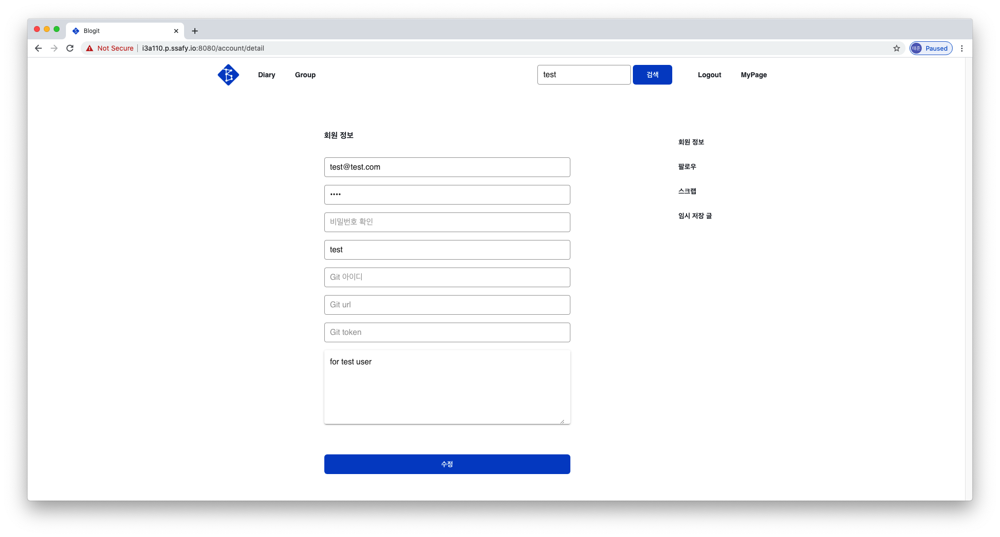 Blogit
Not Secure i3a110.p.ssafy.io:8080/account/detail 태준 Paused
Diary Group test 검색 Logout MyPage
회원 정보
test@test.com
••••
비밀번호 확인
test
Git 아이디
Git url
Git token
for test user
수정
회원 정보
팔로우
스크랩
임시 저장 글